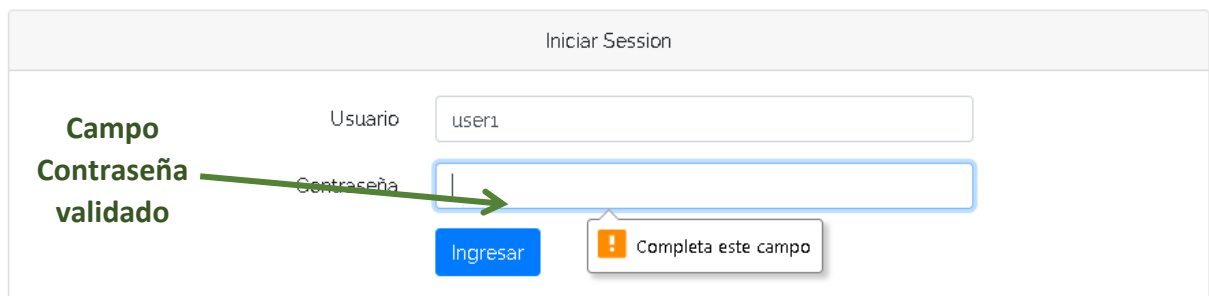 Iniciar Session
Usuario
user1
Campo
Contraseña
validado
Contraseña
Ingresar
Completa este campo